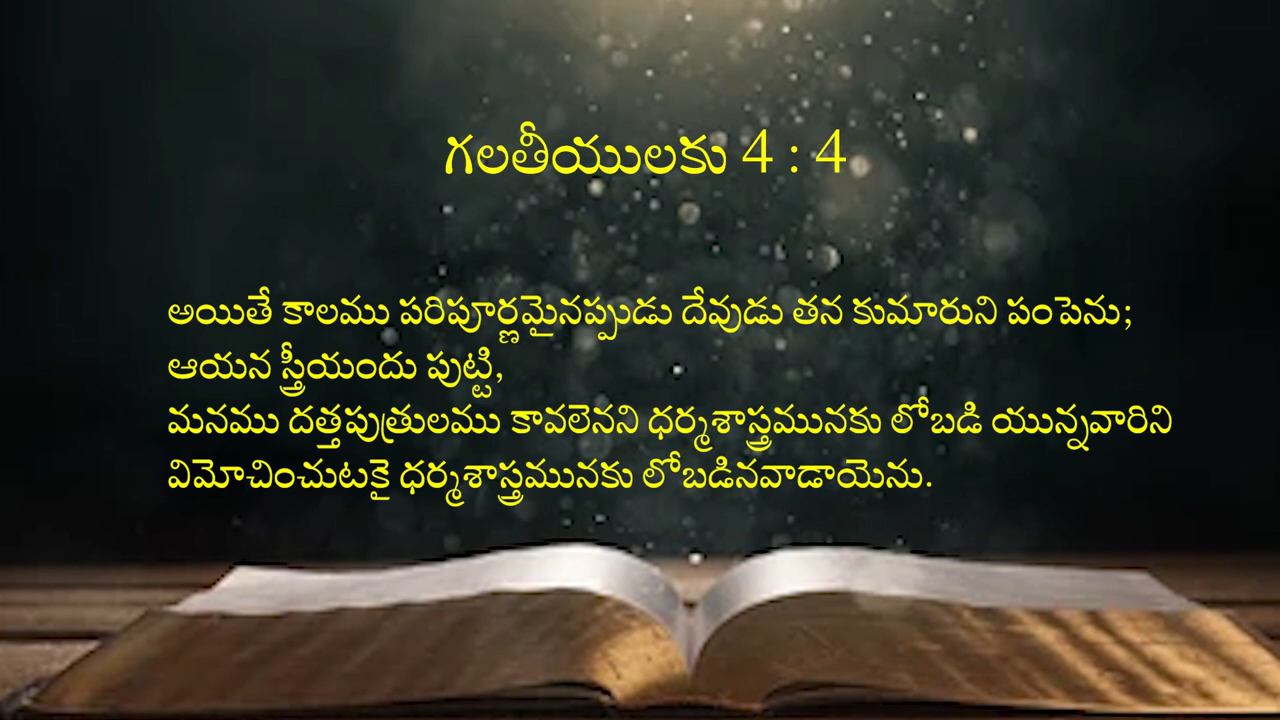 గలతీయులకు 4 : 4
అయితే కాలము పరిపూర్ణమైనప్పుడు దేవుడు తన కుమారుని పంపెను;
ఆయన స్త్రీయందు పుట్టి,
మనము దత్తపుత్రులము కావలెనని ధర్మశాస్త్రమునకు లోబడి యున్నవారిని
విమోచించుటకై ధర్మశాస్త్రమునకు లోబడినవాడాయెను.